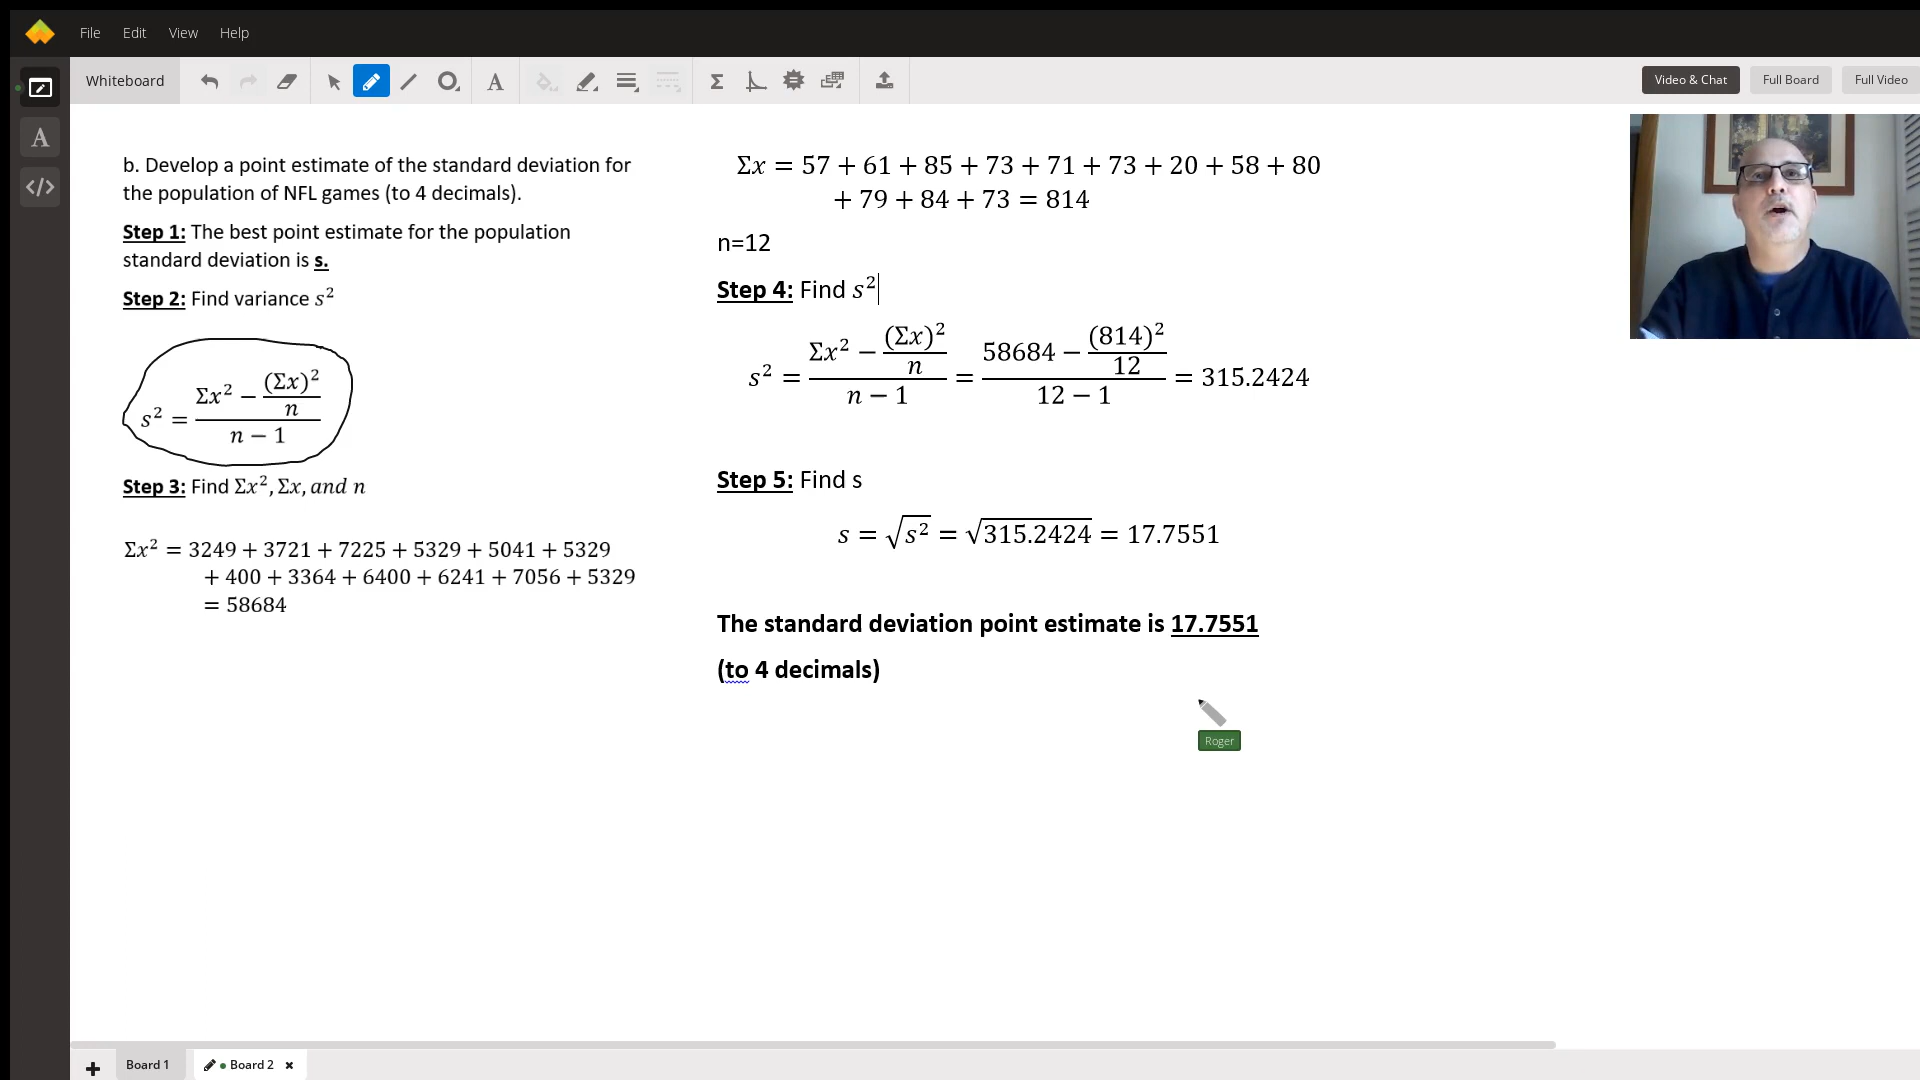 File Edit View Help
Whiteboard
Video & Chat Full Board Full Video
b. Develop a point estimate of the standard deviation for
the population of NFL games (to 4 decimals).
Step 1: The best point estimate for the population
standard deviation is s.
Step 2: Find variance s²
s² = (Σx² − (Σx)²/n)/(n − 1)
Step 3: Find Σx², Σx, and n
Σx² = 3249 + 3721 + 7225 + 5329 + 5041 + 5329
+ 400 + 3364 + 6400 + 6241 + 7056 + 5329
= 58684
Σx = 57 + 61 + 85 + 73 + 71 + 73 + 20 + 58 + 80
+ 79 + 84 + 73 = 814
n=12
Step 4: Find s²
s² = (Σx² − (Σx)²/n)/(n − 1) = (58684 − (814)²/12)/(12 − 1) = 315.2424
Step 5: Find s
s = √s² = √315.2424 = 17.7551
The standard deviation point estimate is 17.7551
(to 4 decimals)
Roger
Board 1 Board 2